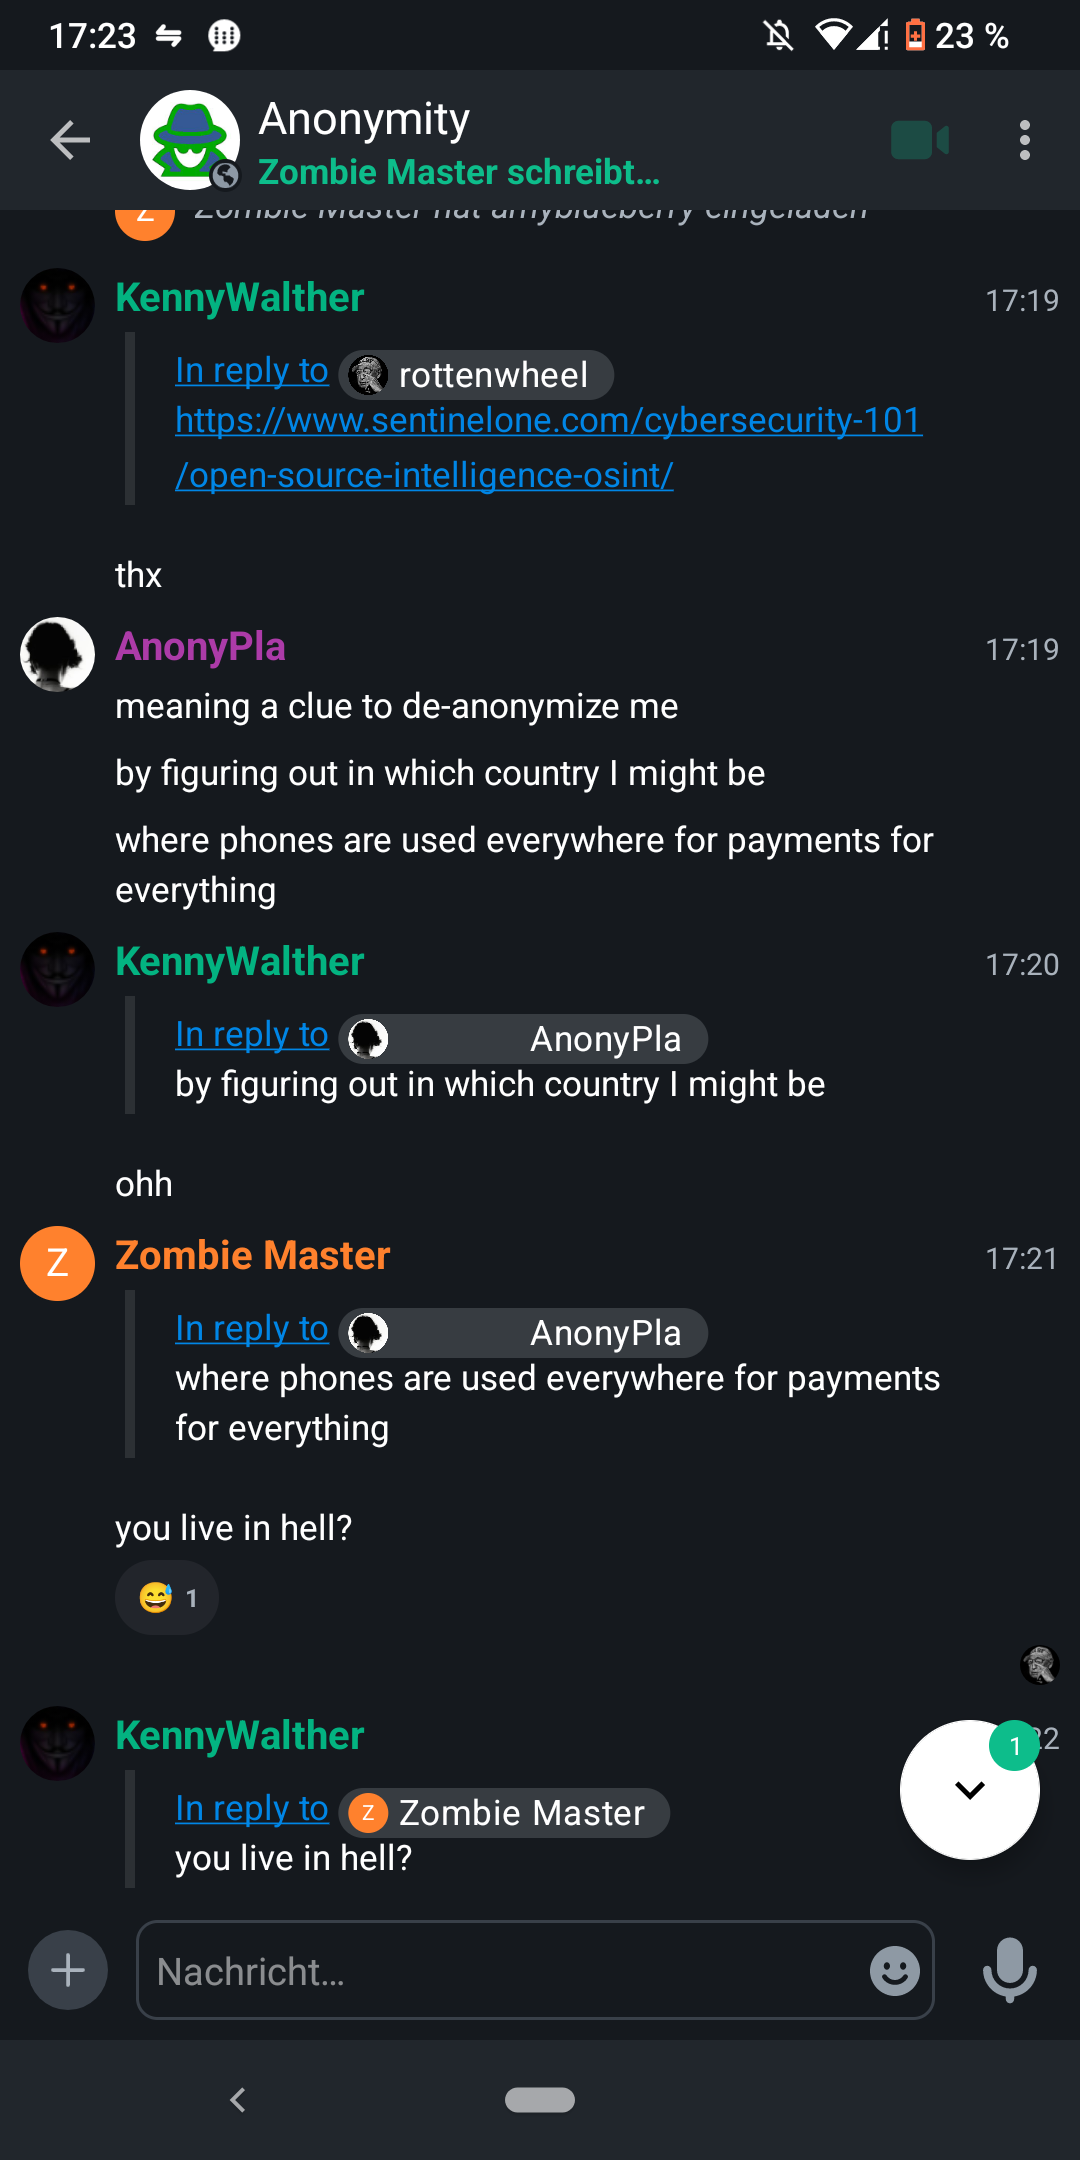 17:23
23 %
Anonymity
Zombie Master schreibt...
Z Zombie Master hat amyblueberry eingeladen
KennyWalther 17:19
In reply to rottenwheel
https://www.sentinelone.com/cybersecurity-101
/open-source-intelligence-osint/
thx
AnonyPla 17:19
meaning a clue to de-anonymize me
by figuring out in which country I might be
where phones are used everywhere for payments for
everything
KennyWalther 17:20
In reply to AnonyPla
by figuring out in which country I might be
ohh
Z Zombie Master 17:21
In reply to AnonyPla
where phones are used everywhere for payments
for everything
you live in hell?
😅 1
KennyWalther 22
1
In reply to Z Zombie Master
you live in hell?
Nachricht...